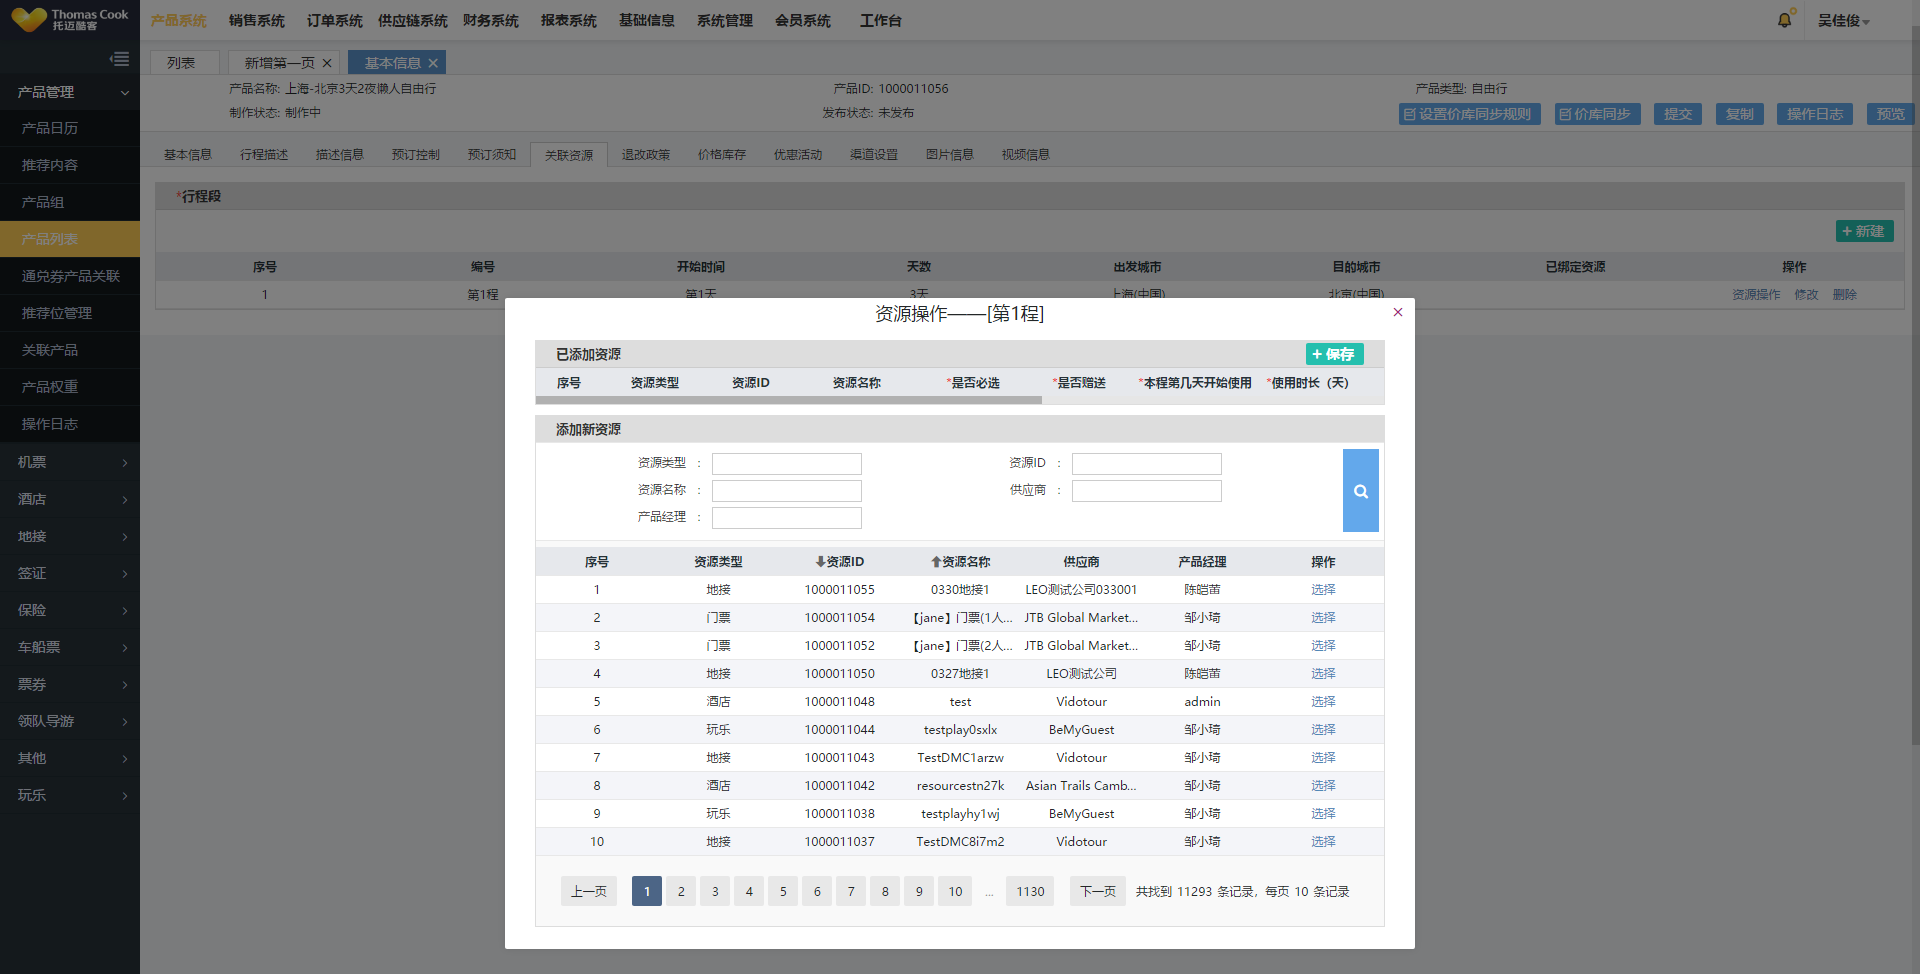 Thomas Cook
托迈酷客
产品系统 销售系统 订单系统 供应链系统 财务系统 报表系统 基础信息 系统管理 会员系统 工作台 吴佳俊
列表 新增第一页 × 基本信息 ×
产品名称: 上海-北京3天2夜懒人自由行 产品ID: 1000011056 产品类型: 自由行
制作状态: 制作中 发布状态: 未发布
设置价库同步规则 价库同步 提交 复制 操作日志 预览
基本信息 行程描述 描述信息 预订控制 预订须知 关联资源 退改政策 价格库存 优惠活动 渠道设置 图片信息 视频信息
产品管理
产品日历
推荐内容
产品组
产品列表
通兑券产品关联
推荐位管理
关联产品
产品权重
操作日志
机票
酒店
地接
签证
保险
车船票
票券
领队导游
其他
玩乐
*行程段
+ 新建
序号 编号 开始时间 天数 出发城市 目的城市 已绑定资源 操作
1 第1程 第1天 3天 上海(中国) 北京(中国) 资源操作 修改 删除
资源操作——[第1程] ×
已添加资源 + 保存
序号 资源类型 资源ID 资源名称 *是否必选 *是否赠送 *本程第几天开始使用 *使用时长（天）
添加新资源
资源类型 : 资源ID :
资源名称 : 供应商 :
产品经理 :
序号 资源类型 资源ID 资源名称 供应商 产品经理 操作
1 地接 1000011055 0330地接1 LEO测试公司033001 陈皑苗 选择
2 门票 1000011054 【jane】门票(1人... JTB Global Market... 邹小琦 选择
3 门票 1000011052 【jane】门票(2人... JTB Global Market... 邹小琦 选择
4 地接 1000011050 0327地接1 LEO测试公司 陈皑苗 选择
5 酒店 1000011048 test Vidotour admin 选择
6 玩乐 1000011044 testplay0sxlx BeMyGuest 邹小琦 选择
7 地接 1000011043 TestDMC1arzw Vidotour 邹小琦 选择
8 酒店 1000011042 resourcestn27k Asian Trails Camb... 邹小琦 选择
9 玩乐 1000011038 testplayhy1wj BeMyGuest 邹小琦 选择
10 地接 1000011037 TestDMC8i7m2 Vidotour 邹小琦 选择
上一页 1 2 3 4 5 6 7 8 9 10 ... 1130 下一页 共找到 11293 条记录, 每页 10 条记录